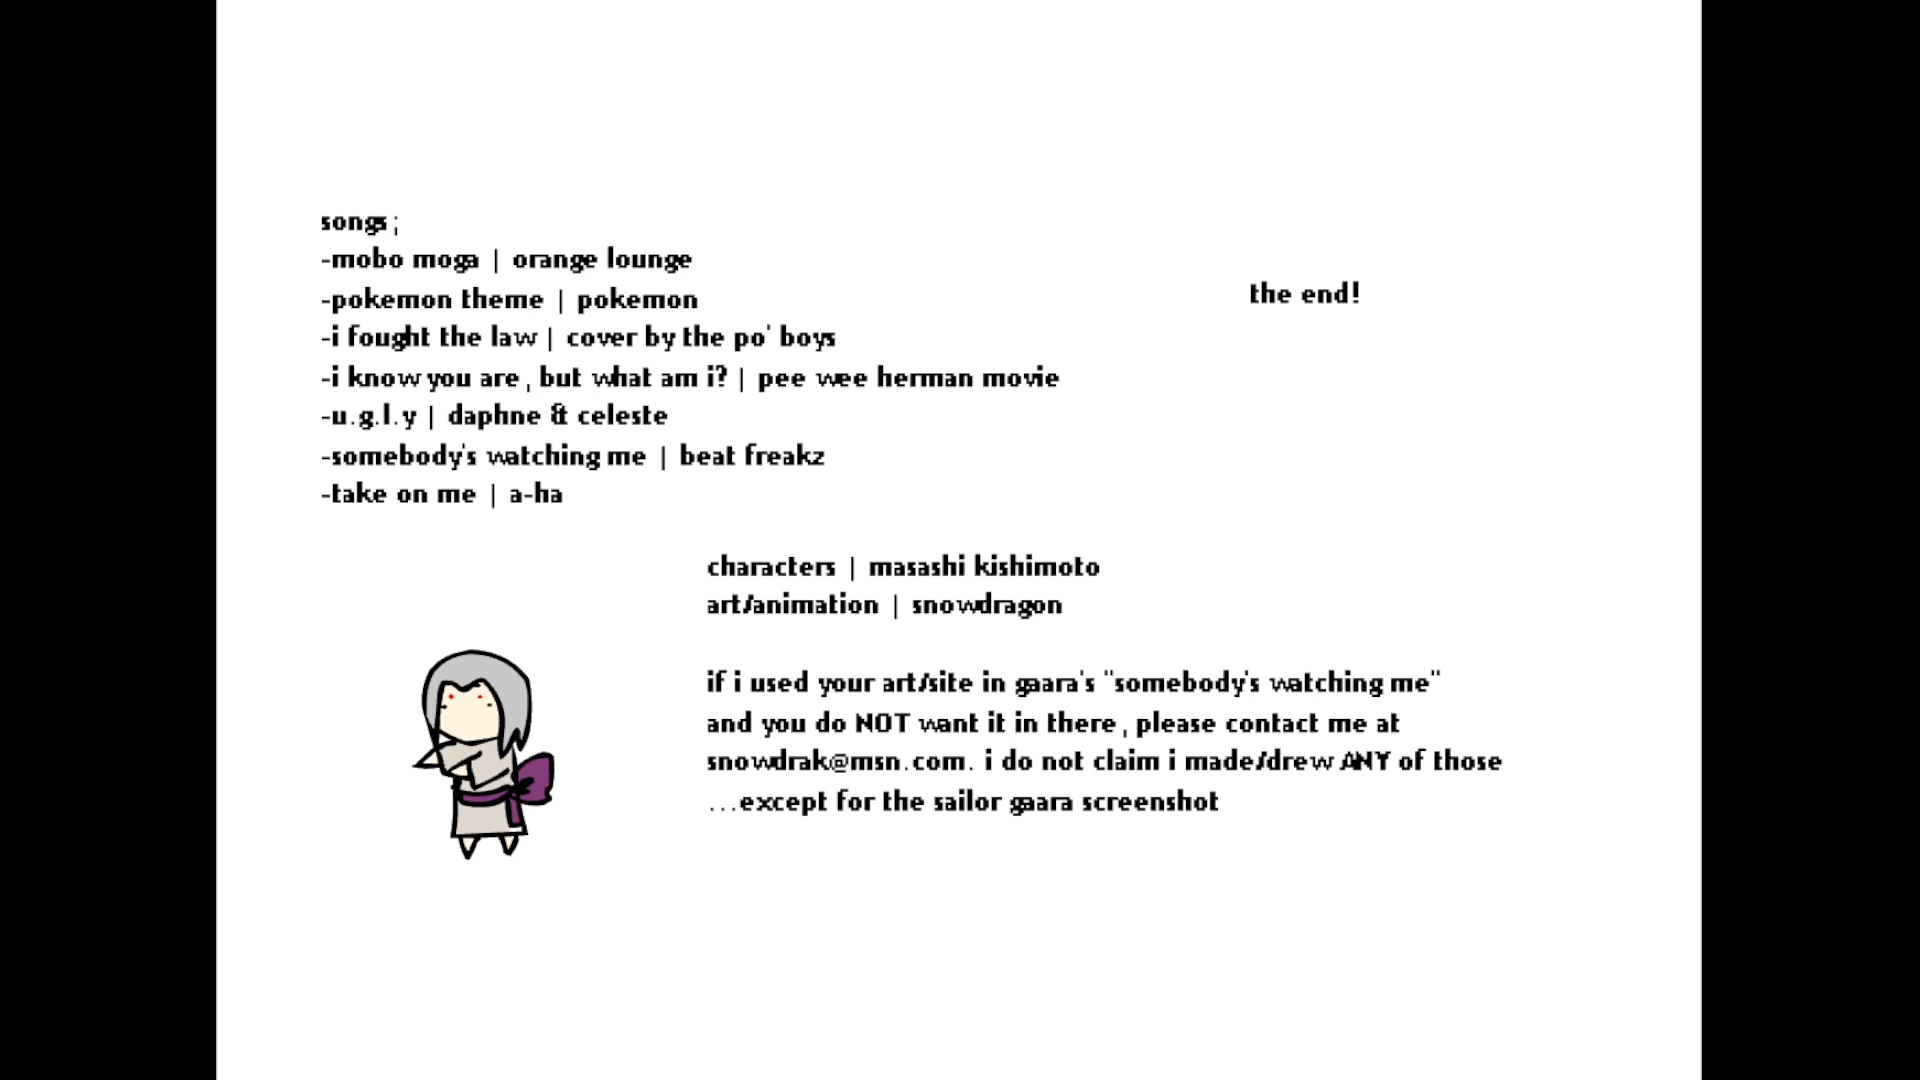 songs;
-mobo moga | orange lounge
the end!
-pokemon theme | pokemon
-i fought the law | cover by the po' boys
-i know you are, but what am i? | pee wee herman movie
-u.g.l.y | daphne & celeste
-somebody's watching me | beat freakz
-take on me | a-ha
characters | masashi kishimoto
art/animation | snowdragon
if i used your art/site in gaara's "somebody's watching me"
and you do NOT want it in there, please contact me at
snowdrak@msn.com. i do not claim i made/drew ANY of those
...except for the sailor gaara screenshot